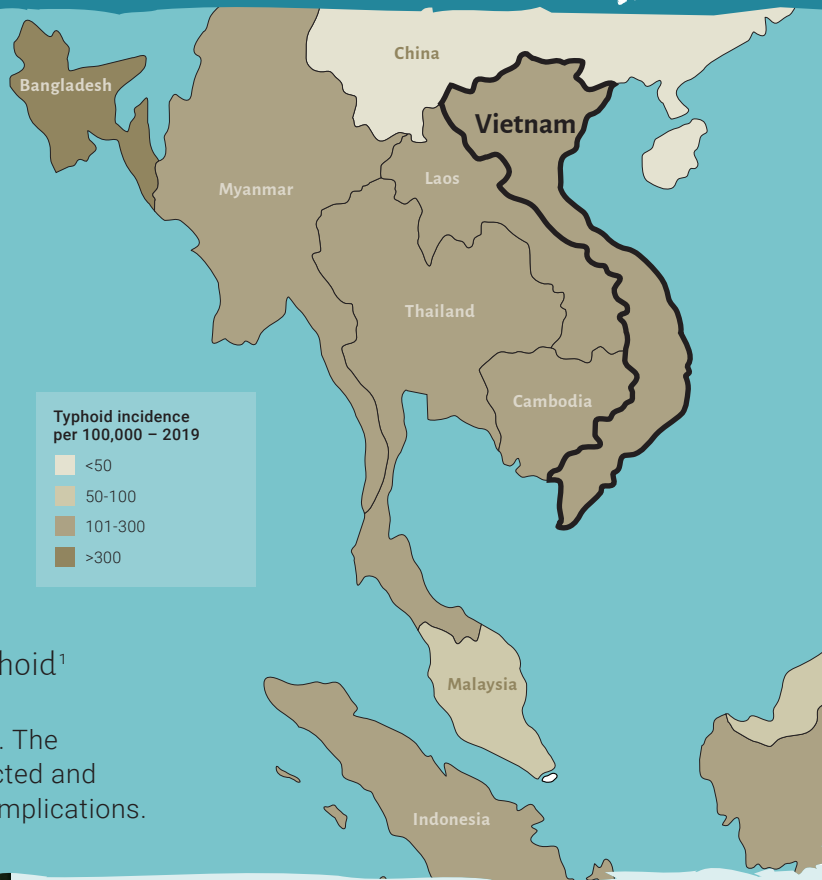 China
Bangladesh
Vietnam
Laos
Myanmar
Thailand
Cambodia
Typhoid incidence
per 100,000 – 2019
<50
50-100
101-300
>300
hoid¹
Malaysia
. The
cted and
mplications.
Indonesia